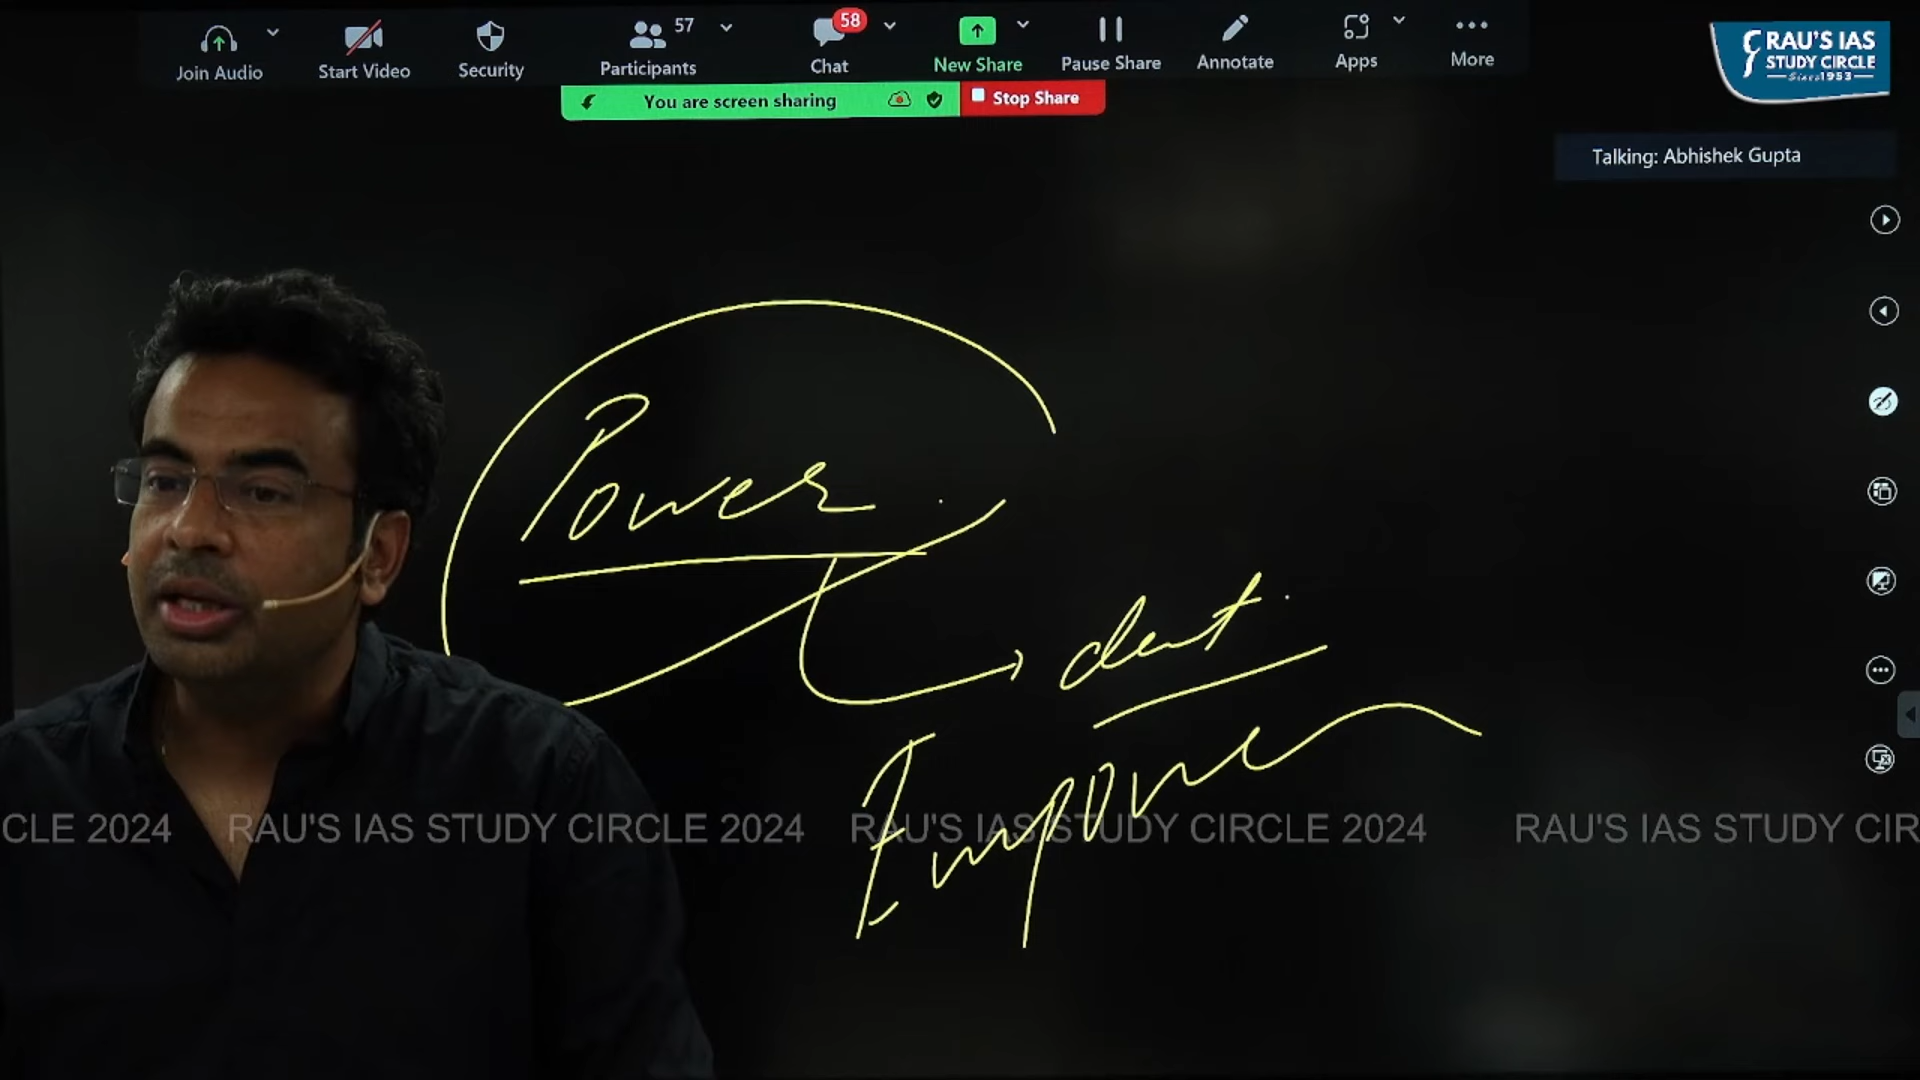 Join Audio
Start Video
Security
Participants 57
Chat 58
New Share
Pause Share
Annotate
Apps
More
You are screen sharing
Stop Share
RAU'S IAS
STUDY CIRCLE
Since 1953
Talking: Abhishek Gupta
Power
Empower
CLE 2024 RAU'S IAS STUDY CIRCLE 2024 RAU'S IAS STUDY CIRCLE 2024 RAU'S IAS STUDY CIR